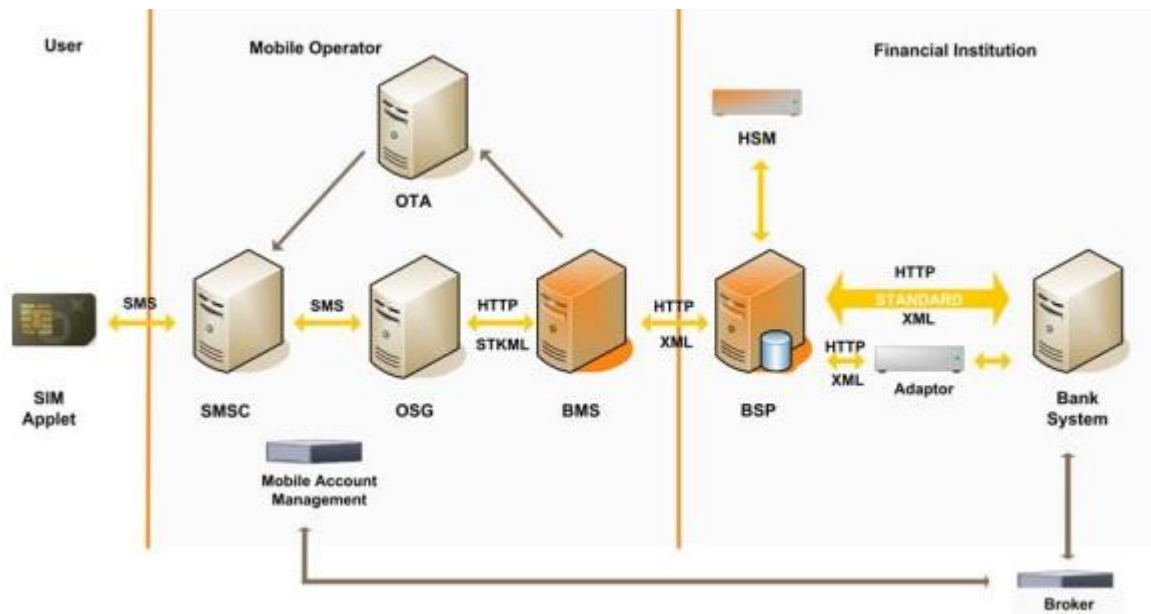 User
Mobile Operator
Financial Institution
OTA
HSM
SMS
SMS
HTTP
STKML
HTTP
XML
HTTP
STANDARD
XML
HTTP
XML
Adaptor
SIM
Applet
SMSC
OSG
BMS
BSP
Bank
System
Mobile Account
Management
Broker